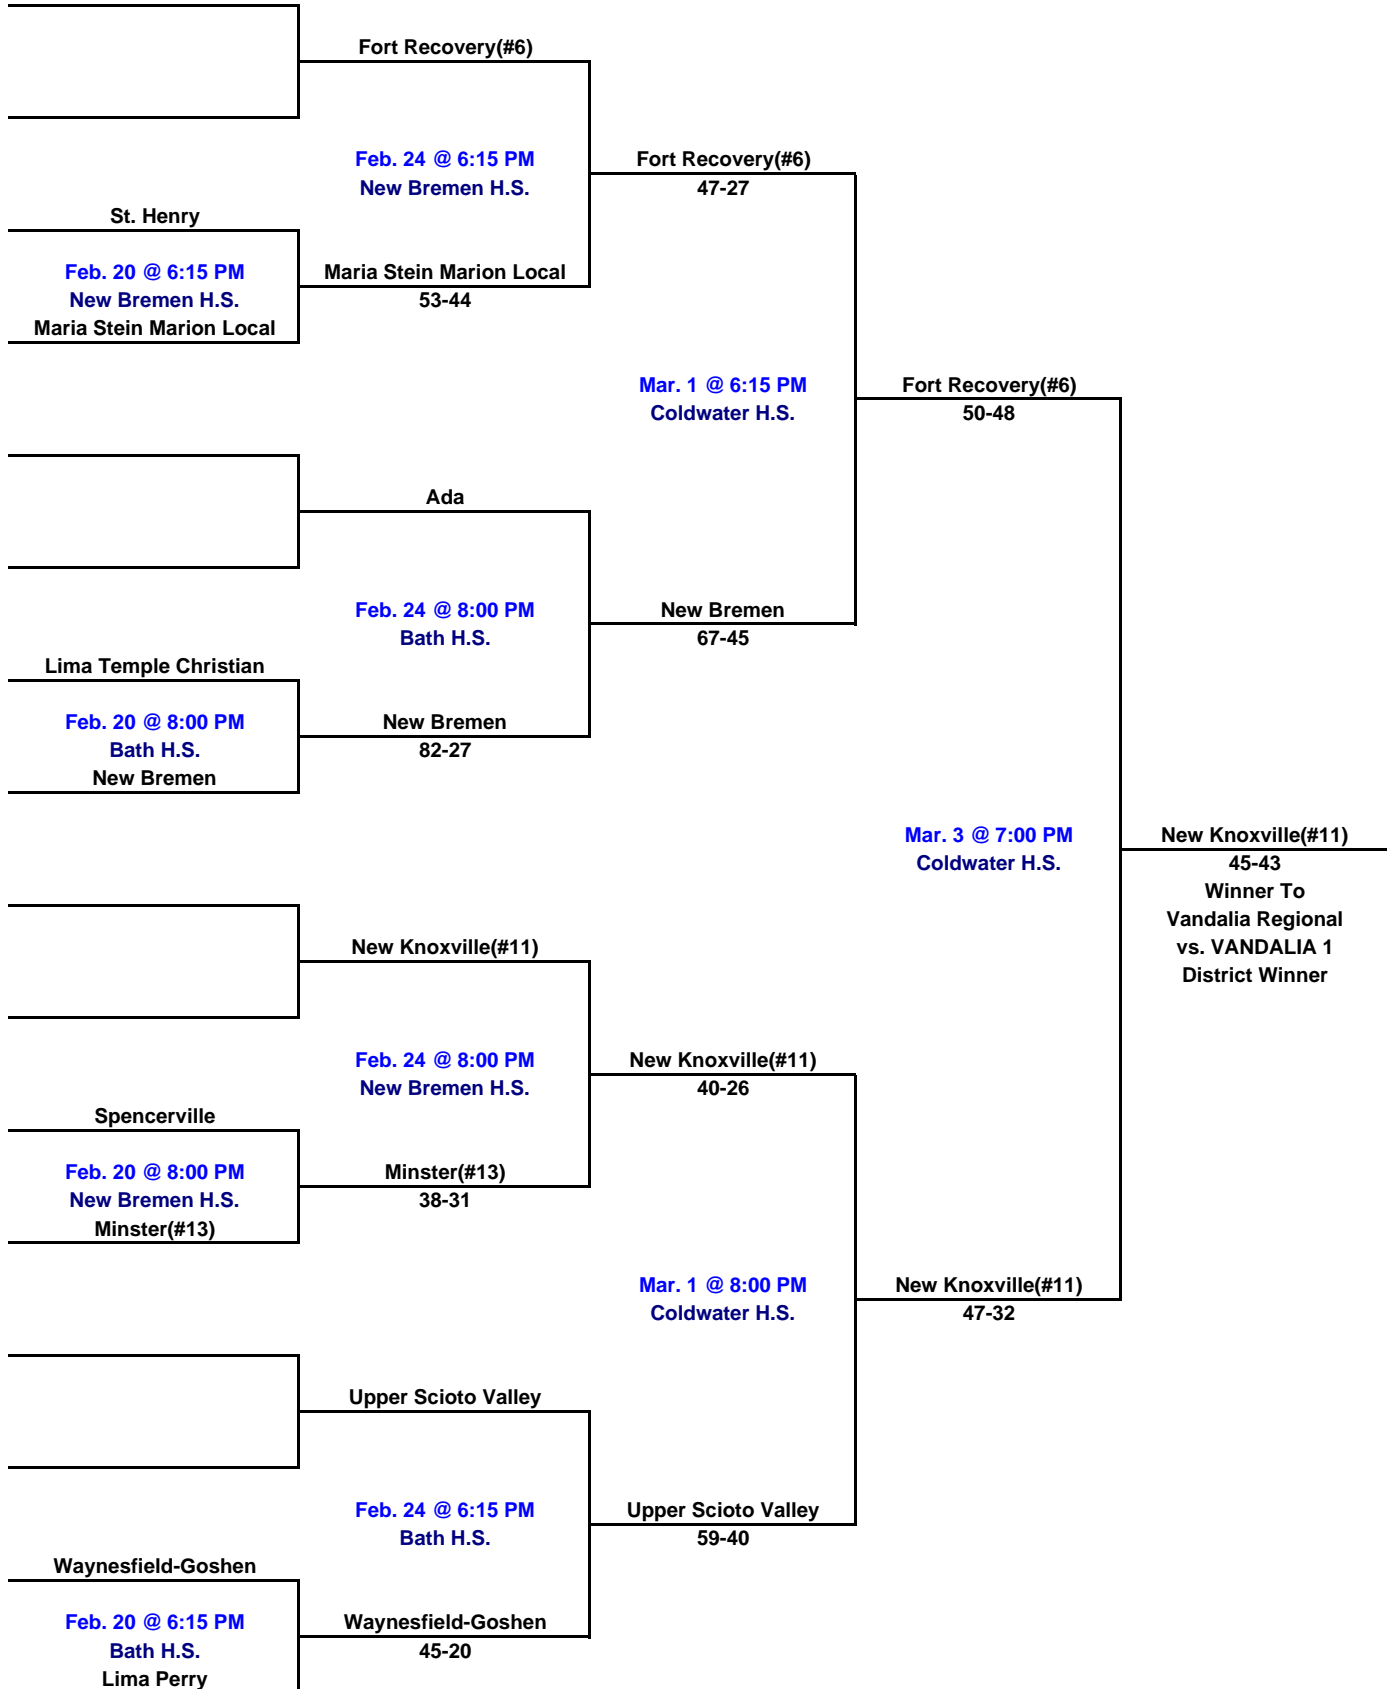 Fort Recovery(#6)
Feb. 24 @ 6:15 PM
New Bremen H.S.
Fort Recovery(#6)
47-27
St. Henry
Feb. 20 @ 6:15 PM
New Bremen H.S.
Maria Stein Marion Local
Maria Stein Marion Local
53-44
Mar. 1 @ 6:15 PM
Coldwater H.S.
Fort Recovery(#6)
50-48
Ada
Feb. 24 @ 8:00 PM
Bath H.S.
New Bremen
67-45
Lima Temple Christian
Feb. 20 @ 8:00 PM
Bath H.S.
New Bremen
New Bremen
82-27
Mar. 3 @ 7:00 PM
Coldwater H.S.
New Knoxville(#11)
45-43
Winner To
Vandalia Regional
vs. VANDALIA 1
District Winner
New Knoxville(#11)
Feb. 24 @ 8:00 PM
New Bremen H.S.
New Knoxville(#11)
40-26
Spencerville
Feb. 20 @ 8:00 PM
New Bremen H.S.
Minster(#13)
Minster(#13)
38-31
Mar. 1 @ 8:00 PM
Coldwater H.S.
New Knoxville(#11)
47-32
Upper Scioto Valley
Feb. 24 @ 6:15 PM
Bath H.S.
Upper Scioto Valley
59-40
Waynesfield-Goshen
Feb. 20 @ 6:15 PM
Bath H.S.
Lima Perry
Waynesfield-Goshen
45-20